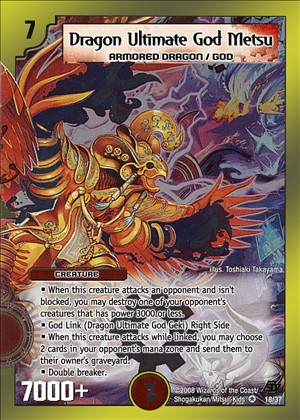 7
Dragon Ultimate God Metsu
ARMORED DRAGON / GOD
illus. Toshiaki Takayama
CREATURE
▪ When this creature attacks an opponent and isn't
blocked, you may destroy one of your opponent's
creatures that has power 3000 or less.
▪ God Link (Dragon Ultimate God Geki) Right Side
▪ When this creature attacks while linked, you may choose
2 cards in your opponent's mana zone and send them to
their owner's graveyard.
▪ Double breaker.
7000+
©2008 Wizards of the Coast/
Shogakukan/Mitsui-Kids
18/37